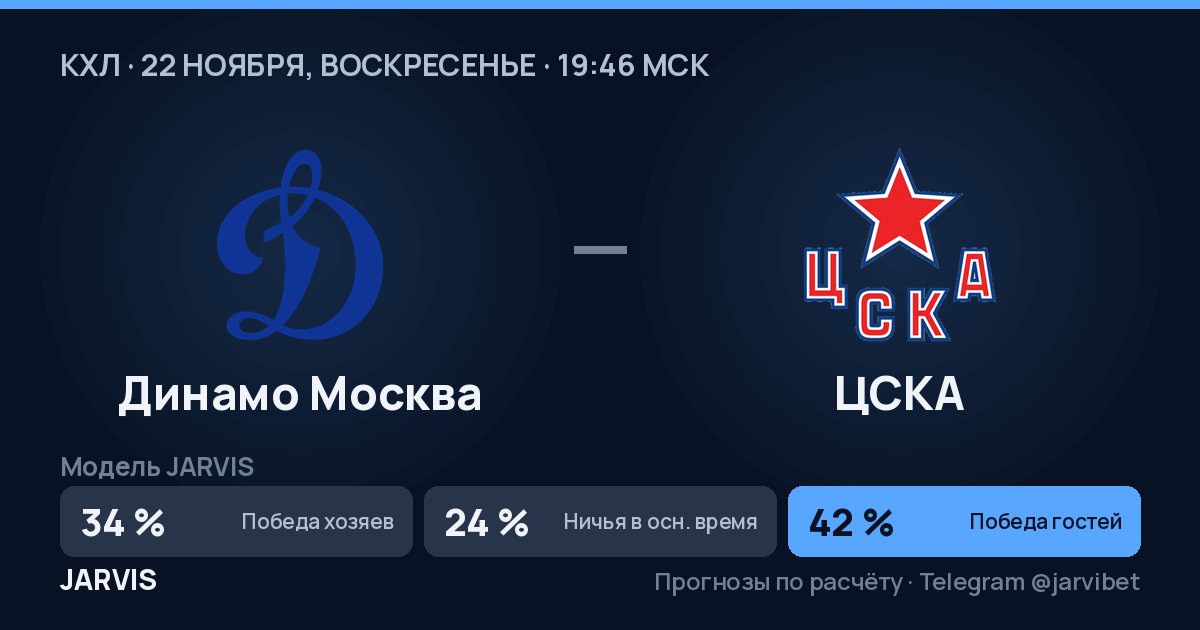 КХЛ · 22 НОЯБРЯ, ВОСКРЕСЕНЬЕ · 19:46 МСК
Д
—
ЦСКА
Динамо Москва
ЦСКА
Модель JARVIS
34 % Победа хозяев
24 % Ничья в осн. время
42 % Победа гостей
JARVIS
Прогнозы по расчёту · Telegram @jarvibet